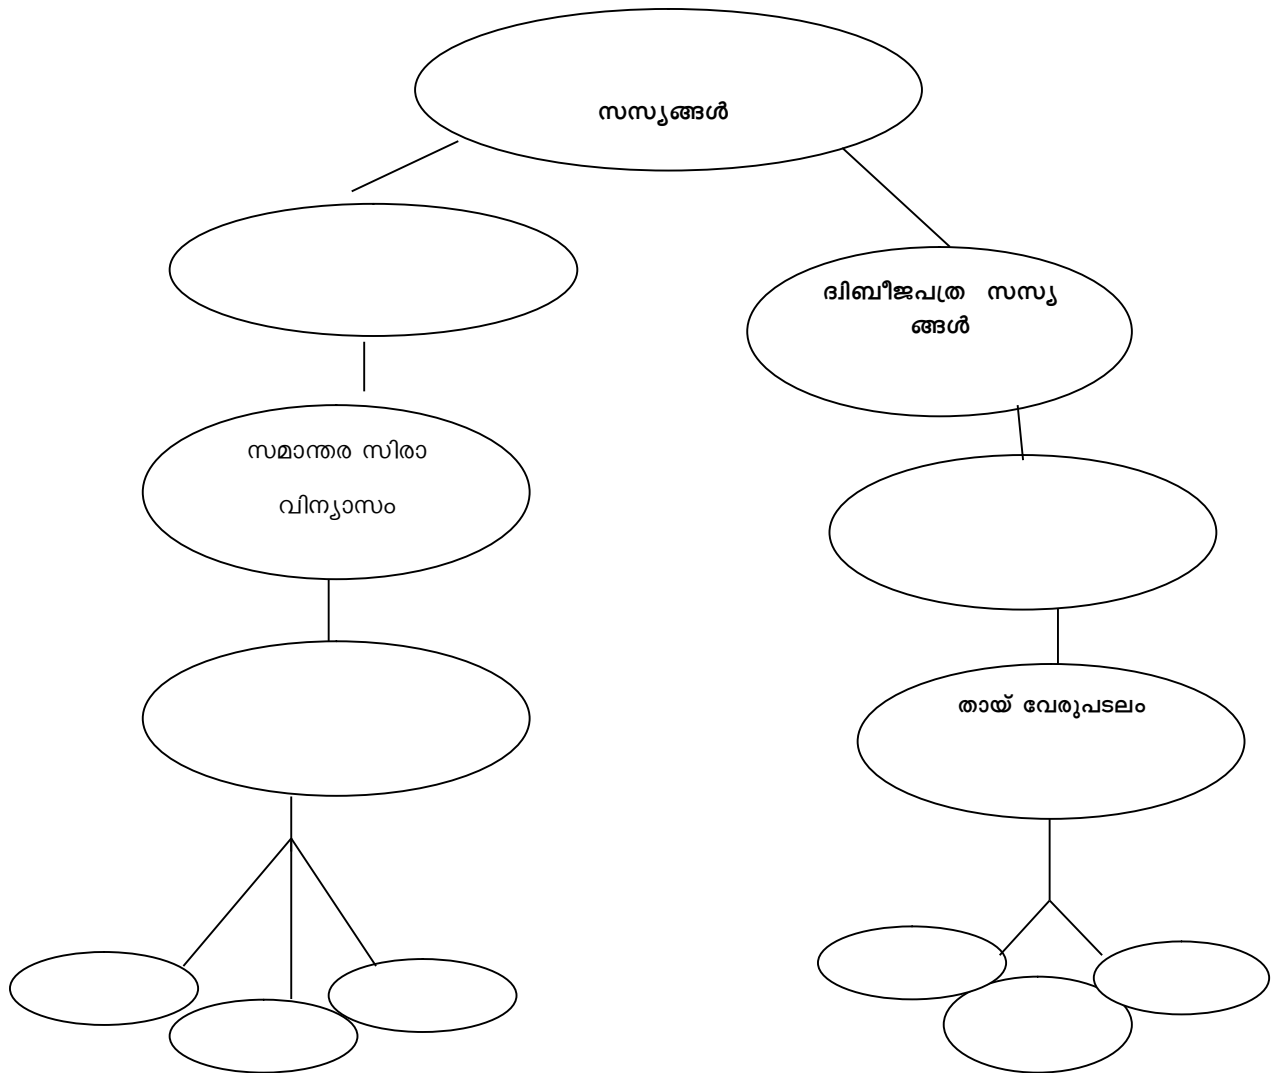 സസ്യങ്ങൾ
ദ്വിബീജപത്ര സസ്യ
ങ്ങൾ
സമാന്തര സിരാ
വിന്യാസം
തായ് വേരുപടലം